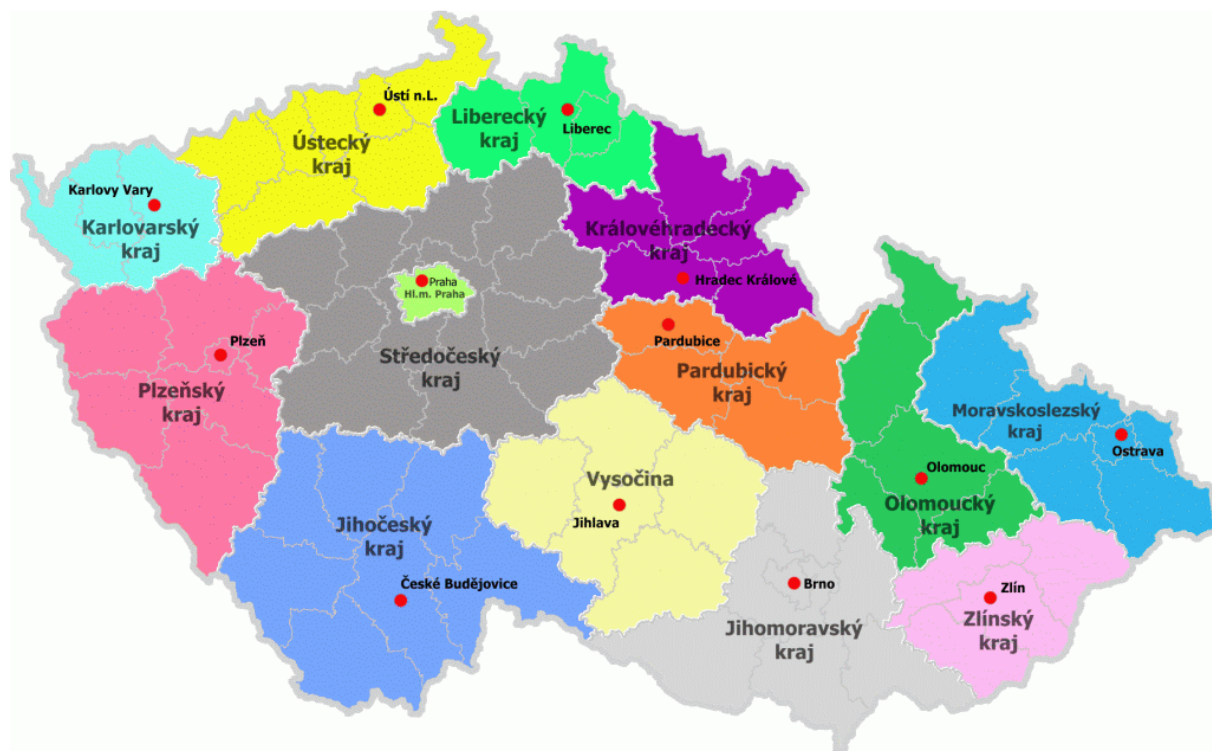 Ústí n.L.
Ústecký
kraj
Liberecký
kraj
Liberec
Karlovy Vary
Karlovarský
kraj
Královéhradecký
kraj
Hradec Králové
Praha
Hl.m. Praha
Středočeský
kraj
Plzeň
Plzeňský
kraj
Pardubice
Pardubický
kraj
Moravskoslezský
kraj
Ostrava
Olomouc
Olomoucký
kraj
Vysočina
Jihlava
Jihočeský
kraj
České Budějovice
Brno
Jihomoravský
kraj
Zlín
Zlínský
kraj